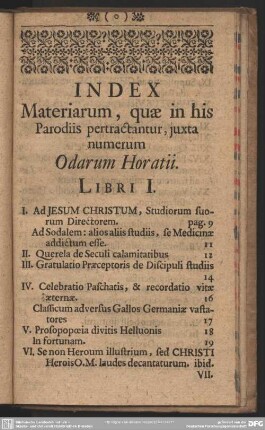 ( o )
INDEX
Materiarum, quæ in his
Parodiis pertractantur, juxta
numerum
Odarum Horatii.
LIBRI I.
I. Ad JESUM CHRISTUM, Studiorum suo-
rum Directorem. pag. 9
Ad Sodalem: alios aliis studiis, se Medicinæ
addictum esse. 11
II. Querela de Seculi calamitatibus 12
III. Gratulatio Præceptoris de Discipuli studiis
14
IV. Celebratio Paschatis, & recordatio vitæ
æternæ. 16
Classicum adversus Gallos Germaniæ vasta-
tores 17
V. Prosopopœia divitis Helluonis 18
In fortunam. 19
VI. Se non Heroum illustrium, sed CHRISTI
Herois O.M. laudes decantaturum. ibid.
VII.